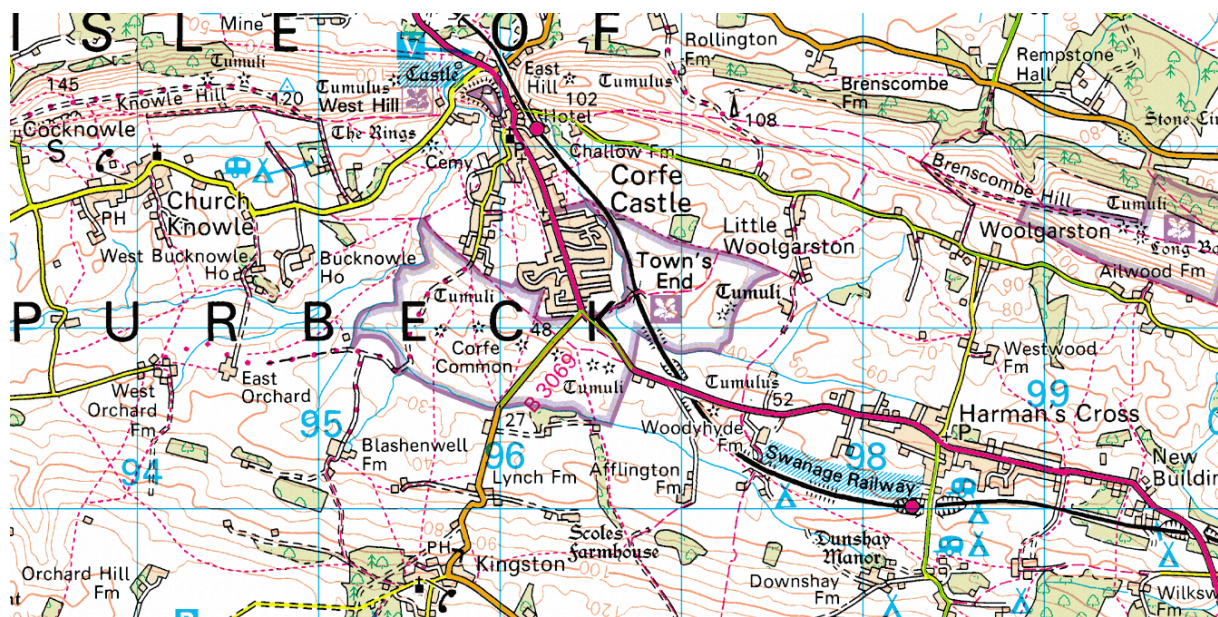 ISLE OF
Mine
Tumuli
145
Knowle Hill
120
Tumulus
West Hill
Castle
V
East
Hill
Tumulus
102
Hotel
Rollington
Fm
108
Brenscombe
Fm
Rempstone
Hall
80
60
Cocknowle
S
The Rings
Cemy
Challow Fm
Corfe
Castle
Brenscombe Hill
Tumuli
PH
Church
Knowle
West Bucknowle
Ho
Bucknowle
Ho
Little
Woolgarston
Woolgarston
Ailwood Fm
Town's
End
Tumuli
Tumuli
PURBECK
48
Corfe
Common
B 3069
Tumuli
Westwood
Fm
99
West
Orchard
Fm
East
Orchard
95
Tumulus
52
Harman's Cross
P
27
Woodyhyde
Fm
94
Blashenwell
Fm
96
Lynch Fm
Afflington
Fm
98
Swanage Railway
New
Scoles
Farmhouse
Dunshay
Manor
PH
Kingston
Orchard Hill
Fm
Downshay
Fm
Fm